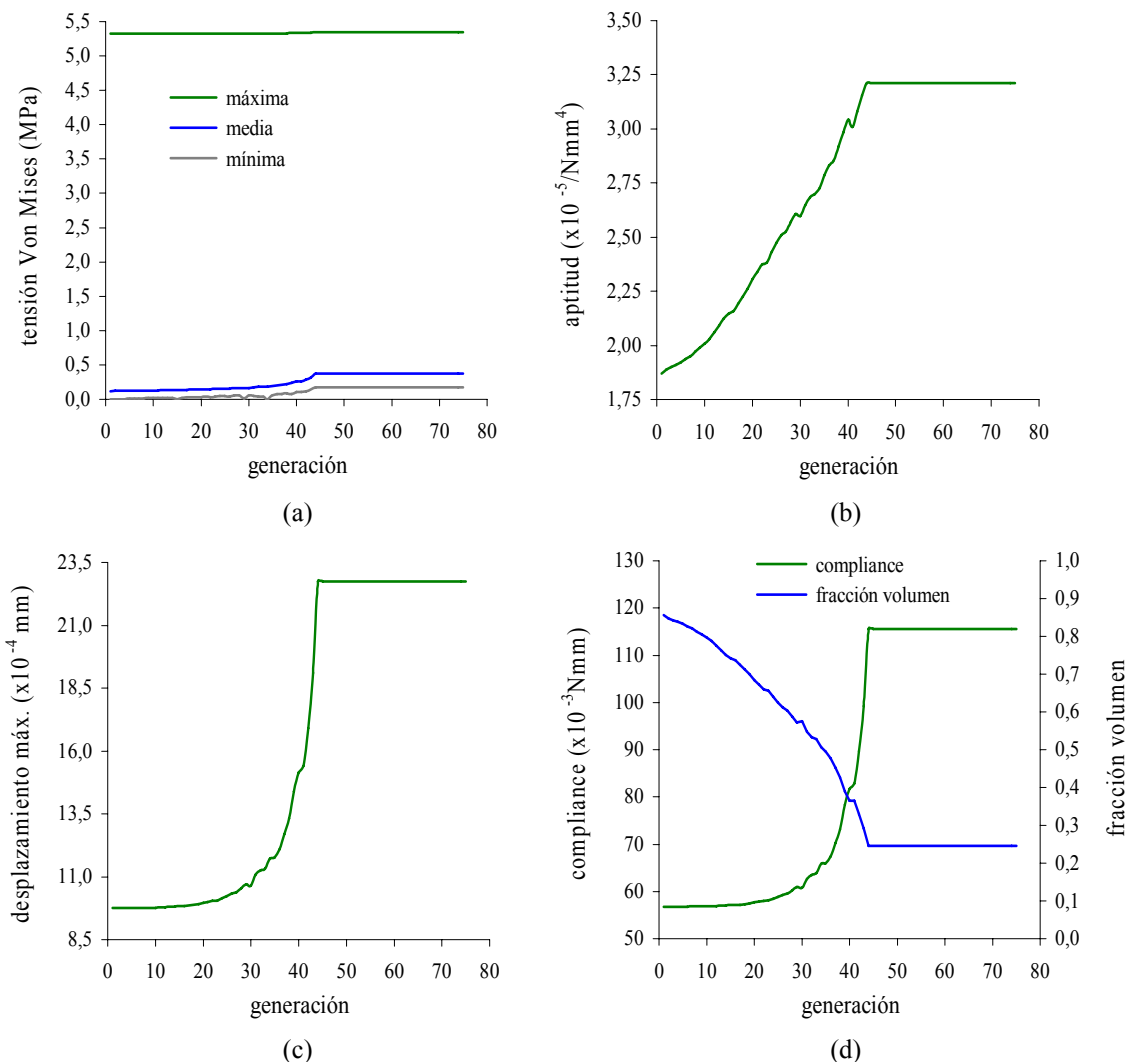 5,5
5,0
4,5
4,0
3,5
3,0
2,5
2,0
1,5
1,0
0,5
0,0
tensión Von Mises (MPa)
máxima
media
mínima
0 10 20 30 40 50 60 70 80
generación
(a)
3,50
3,25
3,00
2,75
2,50
2,25
2,00
1,75
aptitud (x10 -5/Nmm4)
0 10 20 30 40 50 60 70 80
generación
(b)
23,5
21,0
18,5
16,0
13,5
11,0
8,5
desplazamiento máx. (x10 -4 mm)
0 10 20 30 40 50 60 70 80
generación
(c)
130
120
110
100
90
80
70
60
50
compliance (x10 -3Nmm)
compliance
fracción volumen
1,0
0,9
0,8
0,7
0,6
0,5
0,4
0,3
0,2
0,1
0,0
fracción volumen
0 10 20 30 40 50 60 70 80
generación
(d)